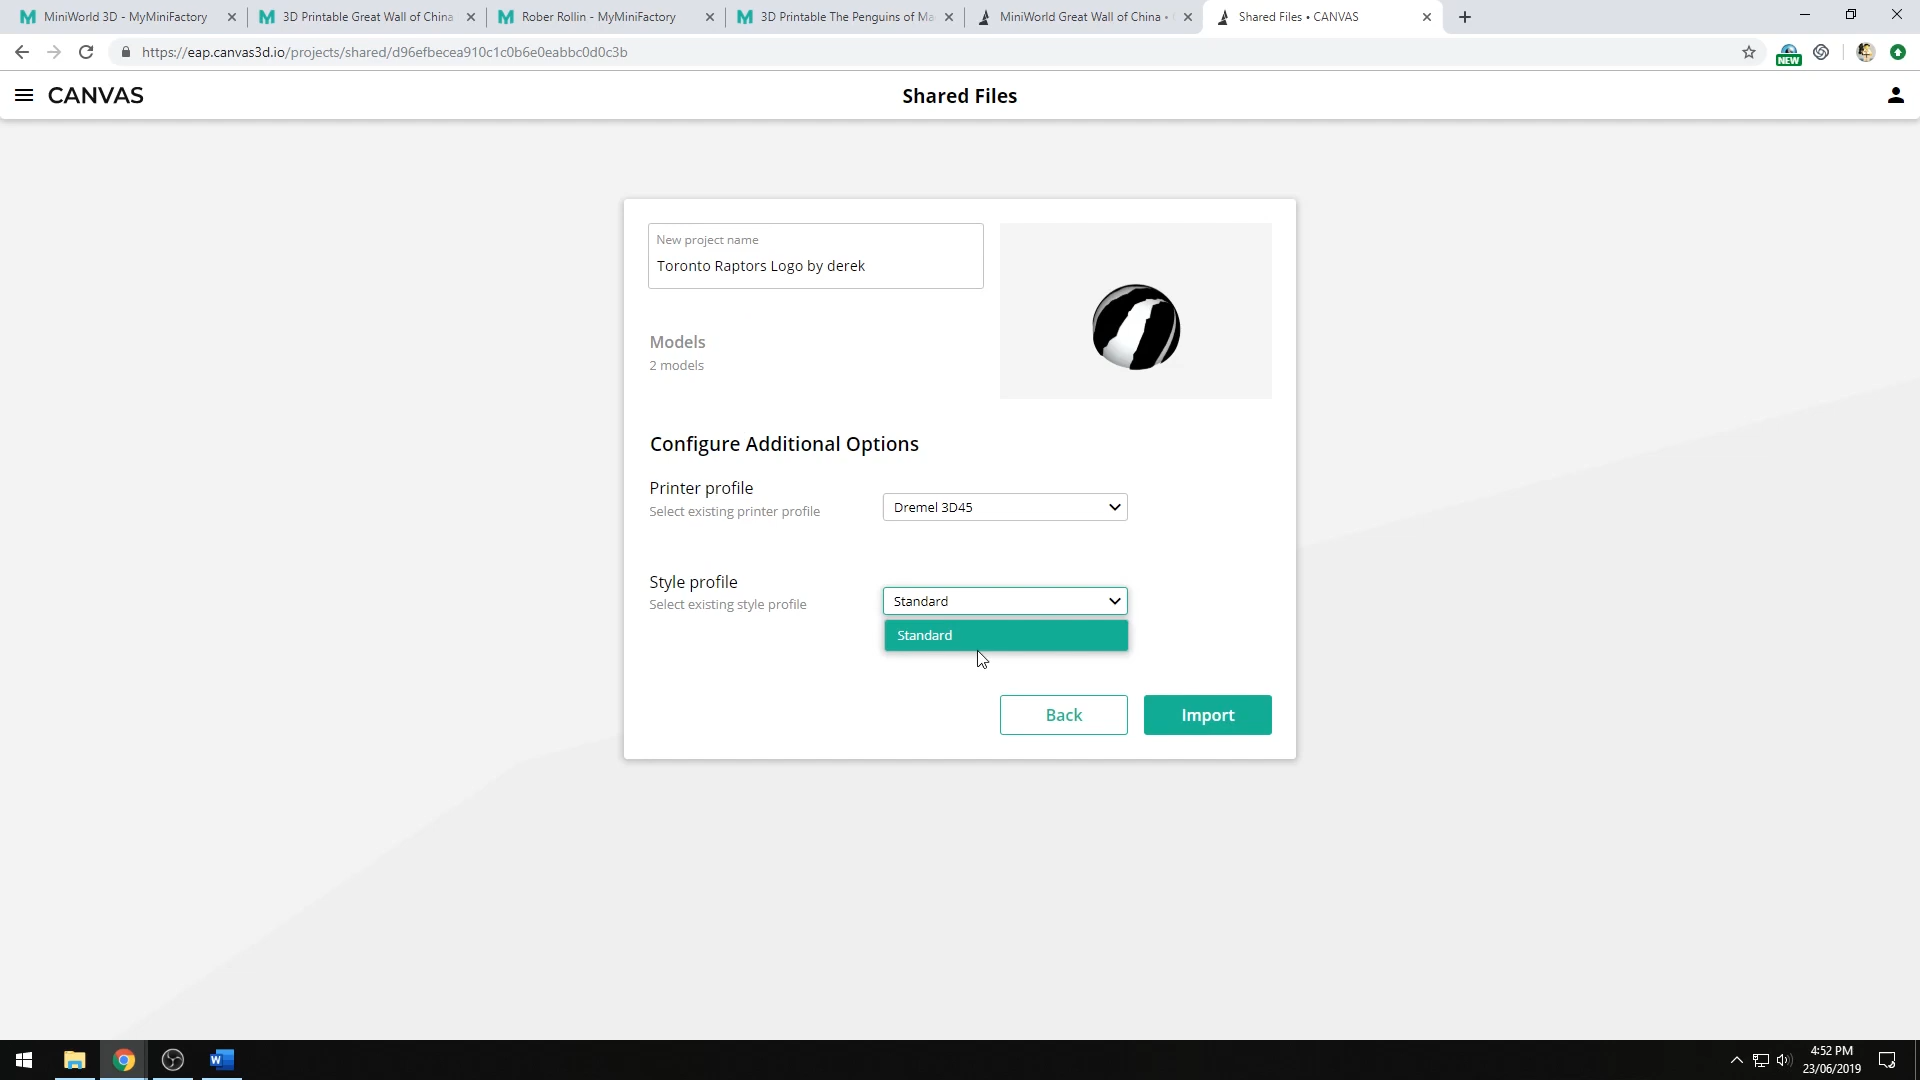 MiniWorld 3D - MyMiniFactory
3D Printable Great Wall of China
Rober Rollin - MyMiniFactory
3D Printable The Penguins of Ma
MiniWorld Great Wall of China •
Shared Files • CANVAS
https://eap.canvas3d.io/projects/shared/d96efbecea910c1c0b6e0eabbc0d0c3b
NEW
CANVAS
Shared Files
New project name
Toronto Raptors Logo by derek
Models
2 models
Configure Additional Options
Printer profile
Select existing printer profile
Dremel 3D45
Style profile
Select existing style profile
Standard
Standard
Back
Import
4:52 PM
23/06/2019